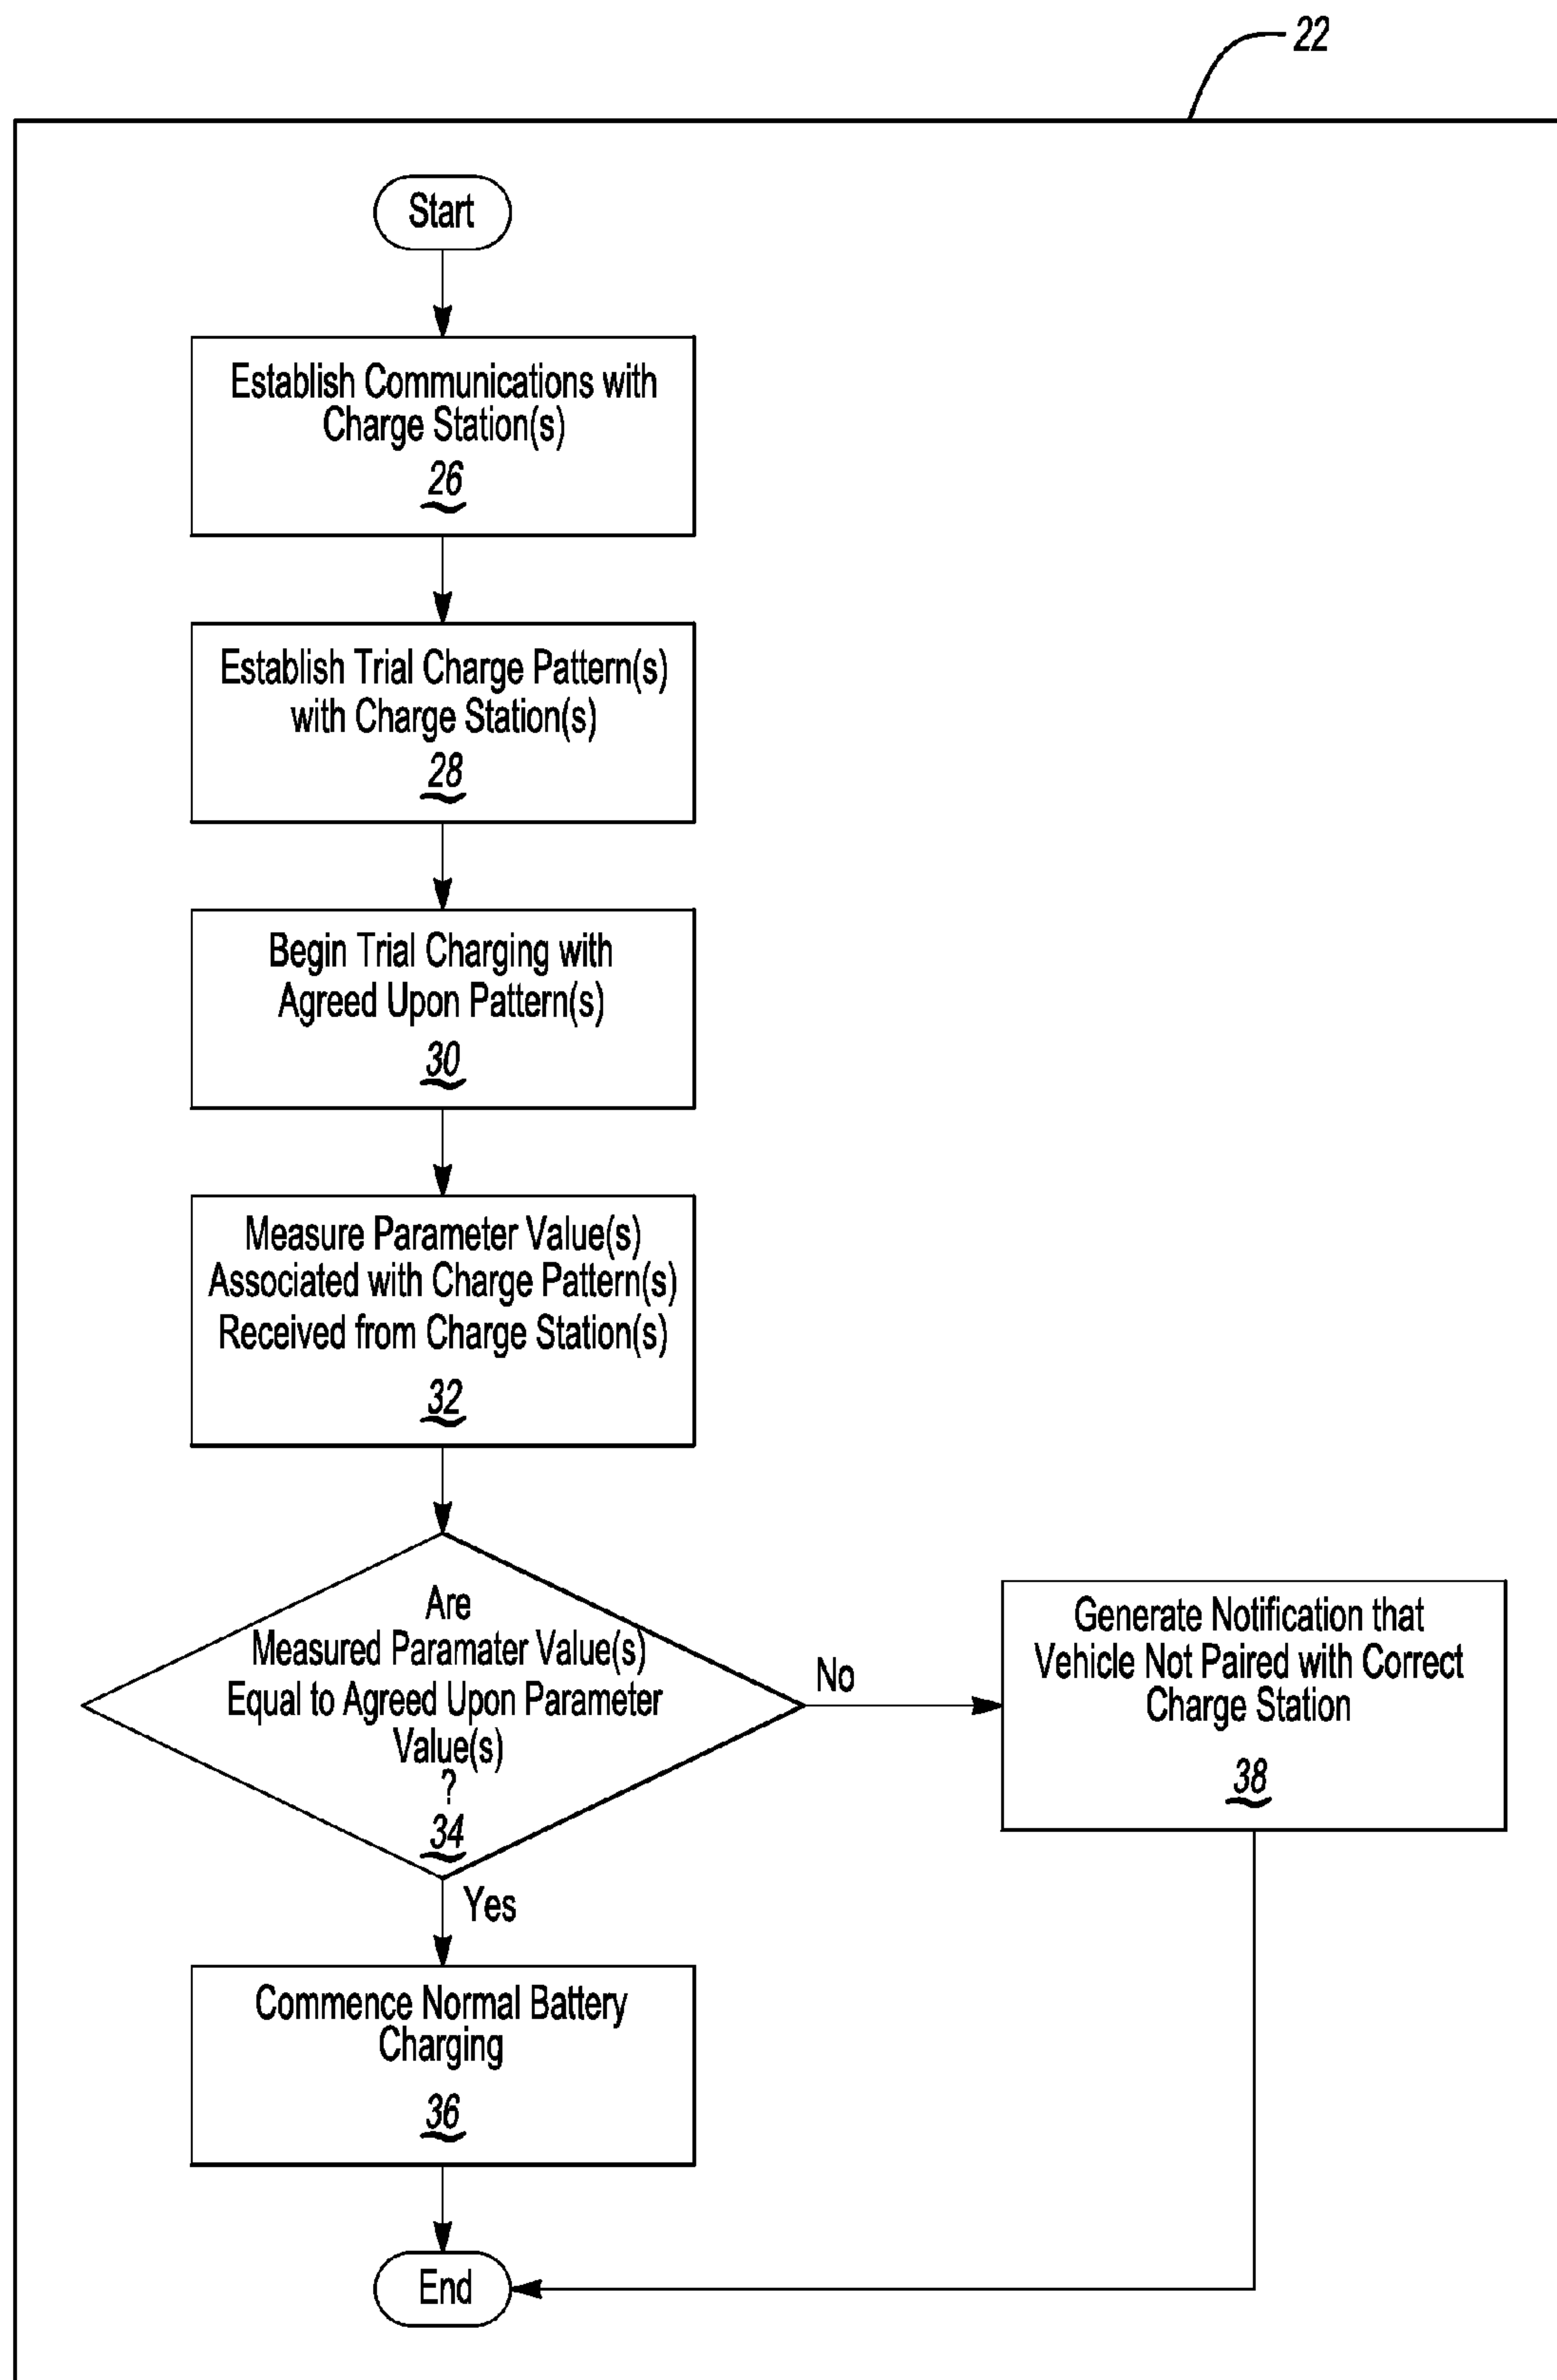 22
Start
Establish Communications with
Charge Station(s)
26
Establish Trial Charge Pattern(s)
with Charge Station(s)
28
Begin Trial Charging with
Agreed Upon Pattern(s)
30
Measure Parameter Value(s)
Associated with Charge Pattern(s)
Received from Charge Station(s)
32
Are
Measured Paramater Value(s)
Equal to Agreed Upon Parameter
Value(s)
?
34
No
Generate Notification that
Vehicle Not Paired with Correct
Charge Station
38
Yes
Commence Normal Battery
Charging
36
End